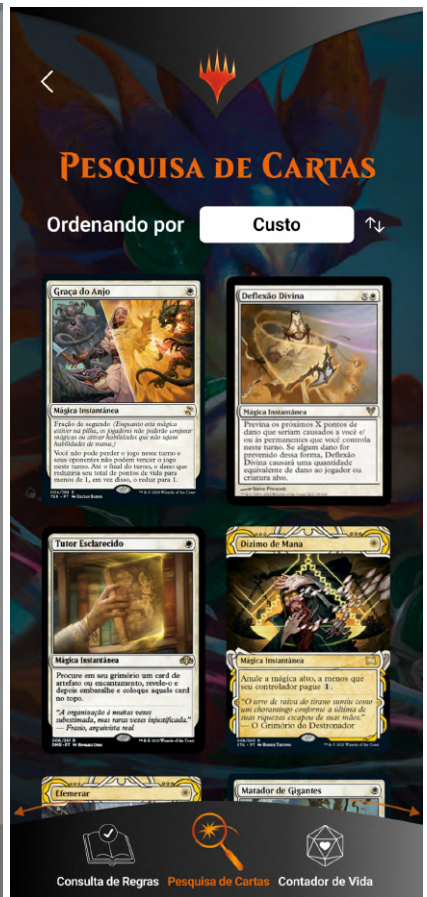 PESQUISA DE CARTAS
Ordenando por
Custo
Graça do Anjo
Mágica Instantânea
Fração de segundo (Enquanto esta mágica
estiver na pilha, os jogadores não poderão conjurar
mágicas ou ativar habilidades que não sejam
habilidades de mana.)
Você não pode perder o jogo neste turno e
seus oponentes não podem vencer o jogo
neste turno. Até o final do turno, o dano que
reduziria seu total de pontos de vida para
menos de 1, em vez disso, o reduz para 1.
Deflexão Divina
Mágica Instantânea
Previna os próximos X pontos de
dano que seriam causados a você e/
ou às permanentes que você controla
neste turno. Se algum dano for
prevenido dessa forma, Deflexão
Divina causará uma quantidade
equivalente de dano ao jogador ou
criatura alvo.
Tutor Esclarecido
Mágica Instantânea
Procure em seu grimório um card de
artefato ou encantamento, revele-o e
depois embaralhe e coloque aquele card
no topo.
"A organização é muitas vezes
subestimada, mas raras vezes injustificada."
Dízimo de Mana
Mágica Instantânea
Anule a mágica alvo, a menos que
seu controlador pague 1.
"O urro de raiva do tirano sumiu como
um choramingo conforme a última de
suas riquezas escapou de suas mãos."
— O Grimório do Destronador
Efemerar
Matador de Gigantes
Consulta de Regras
Pesquisa de Cartas
Contador de Vida